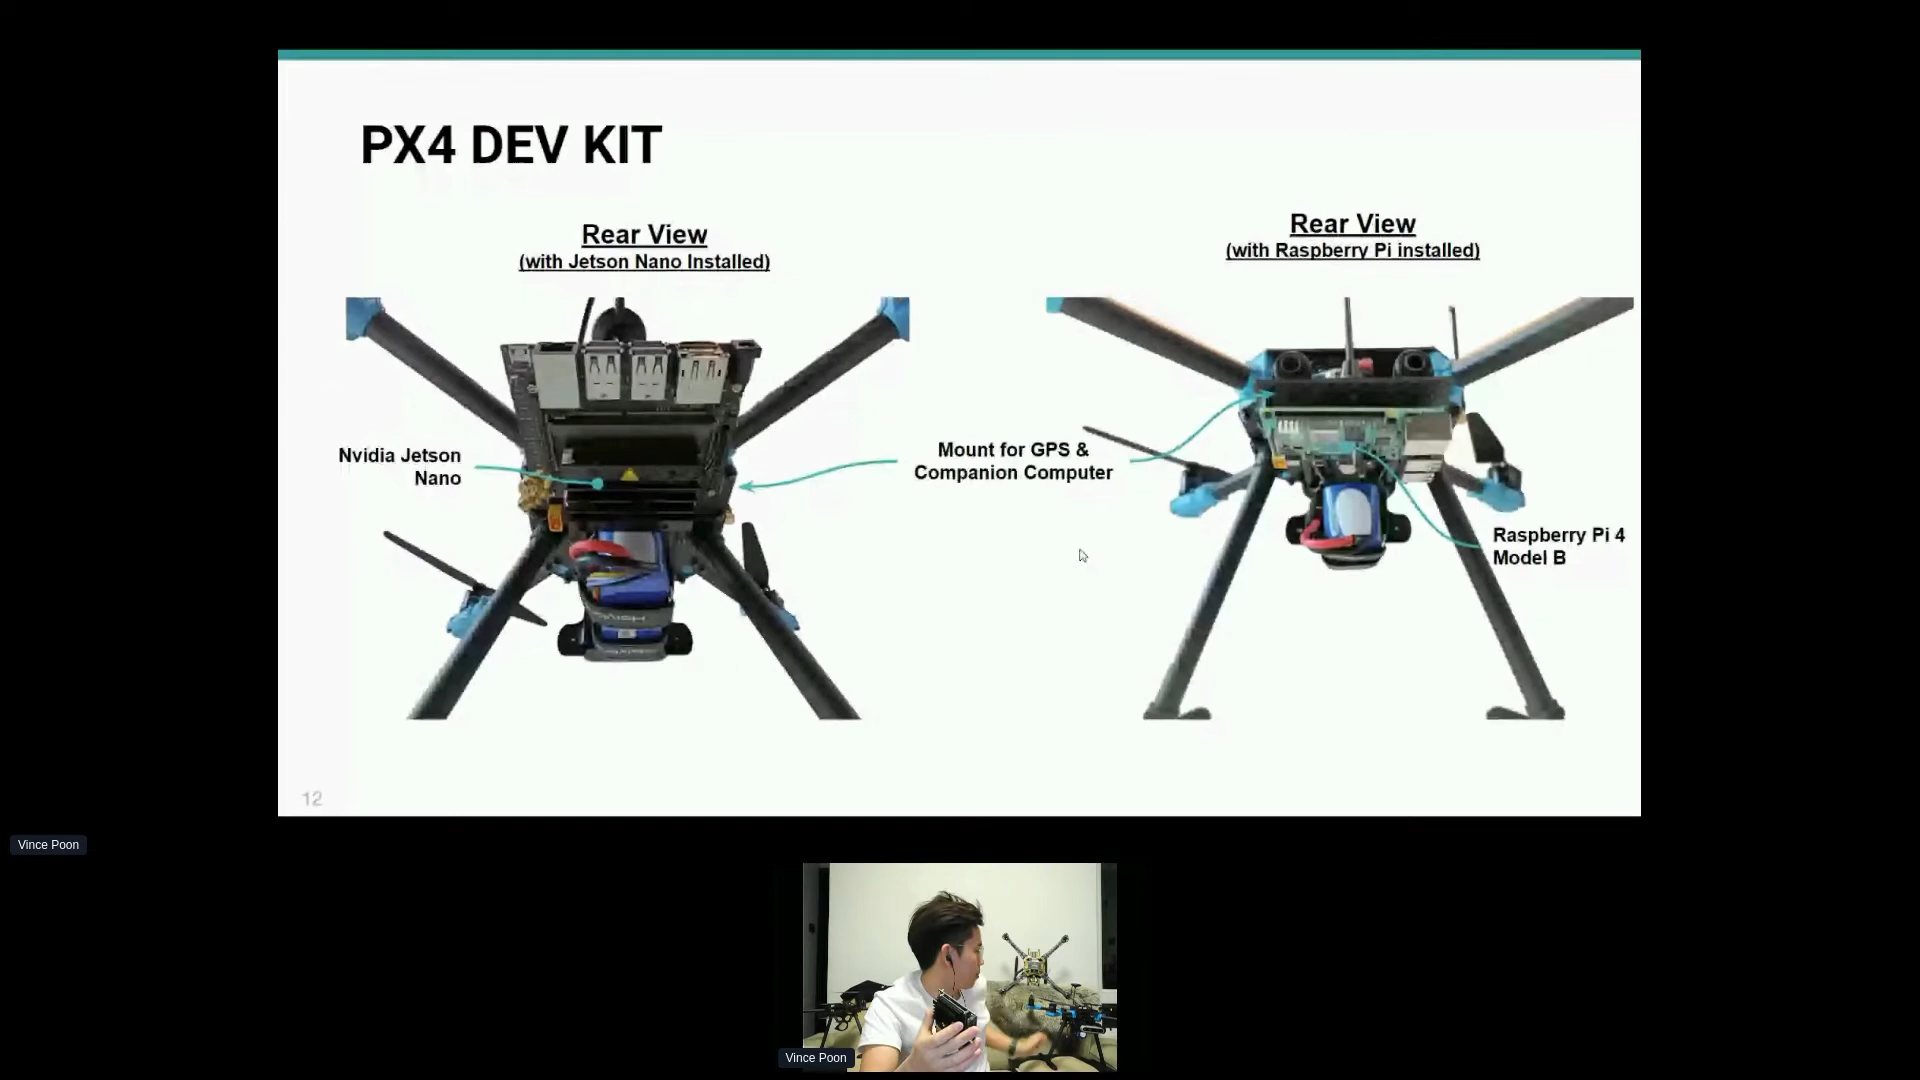 PX4 DEV KIT
Rear View
(with Jetson Nano Installed)
Rear View
(with Raspberry Pi installed)
Nvidia Jetson
Nano
Mount for GPS &
Companion Computer
Raspberry Pi 4
Model B
12
Vince Poon
Vince Poon